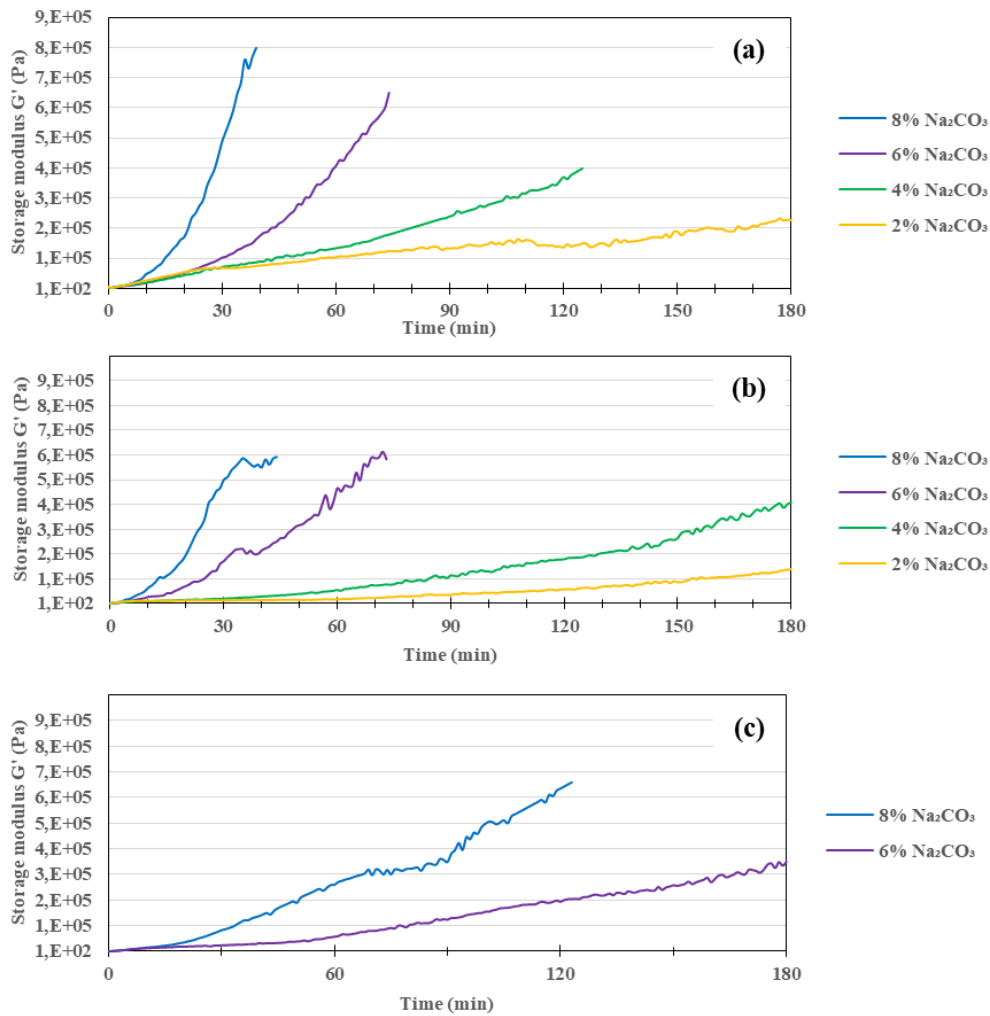 (a)
Storage modulus G' (Pa)
9,E+05
8,E+05
7,E+05
6,E+05
5,E+05
4,E+05
3,E+05
2,E+05
1,E+05
1,E+02
0 30 60 90 120 150 180
Time (min)
8% Na₂CO₃
6% Na₂CO₃
4% Na₂CO₃
2% Na₂CO₃
(b)
Storage modulus G' (Pa)
9,E+05
8,E+05
7,E+05
6,E+05
5,E+05
4,E+05
3,E+05
2,E+05
1,E+05
1,E+02
0 30 60 90 120 150 180
Time (min)
8% Na₂CO₃
6% Na₂CO₃
4% Na₂CO₃
2% Na₂CO₃
(c)
Storage modulus G' (Pa)
9,E+05
8,E+05
7,E+05
6,E+05
5,E+05
4,E+05
3,E+05
2,E+05
1,E+05
1,E+02
0 60 120 180
Time (min)
8% Na₂CO₃
6% Na₂CO₃